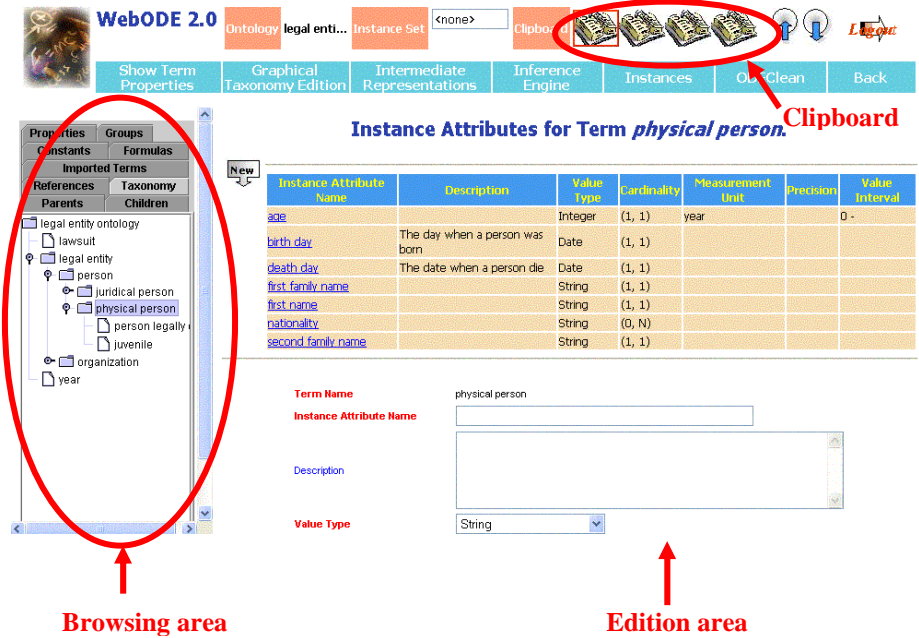 WebODE 2.0
Ontology legal enti... Instance Set <none> Clipboard Logout
Show Term Properties Graphical Taxonomy Edition Intermediate Representations Inference Engine Instances ODEClean Back
Clipboard
Properties Groups
Constants Formulas
Imported Terms
References Taxonomy
Parents Children
legal entity ontology
lawsuit
legal entity
person
juridical person
physical person
person legally
juvenile
organization
year
Instance Attributes for Term physical person.
New
Instance Attribute Name Description Value Type Cardinality Measurement Unit Precision Value Interval
age Integer (1, 1) year 0 -
birth day The day when a person was born Date (1, 1)
death day The date when a person die Date (1, 1)
first family name String (1, 1)
first name String (1, 1)
nationality String (0, N)
second family name String (1, 1)
Term Name physical person
Instance Attribute Name
Description
Value Type String
Browsing area
Edition area